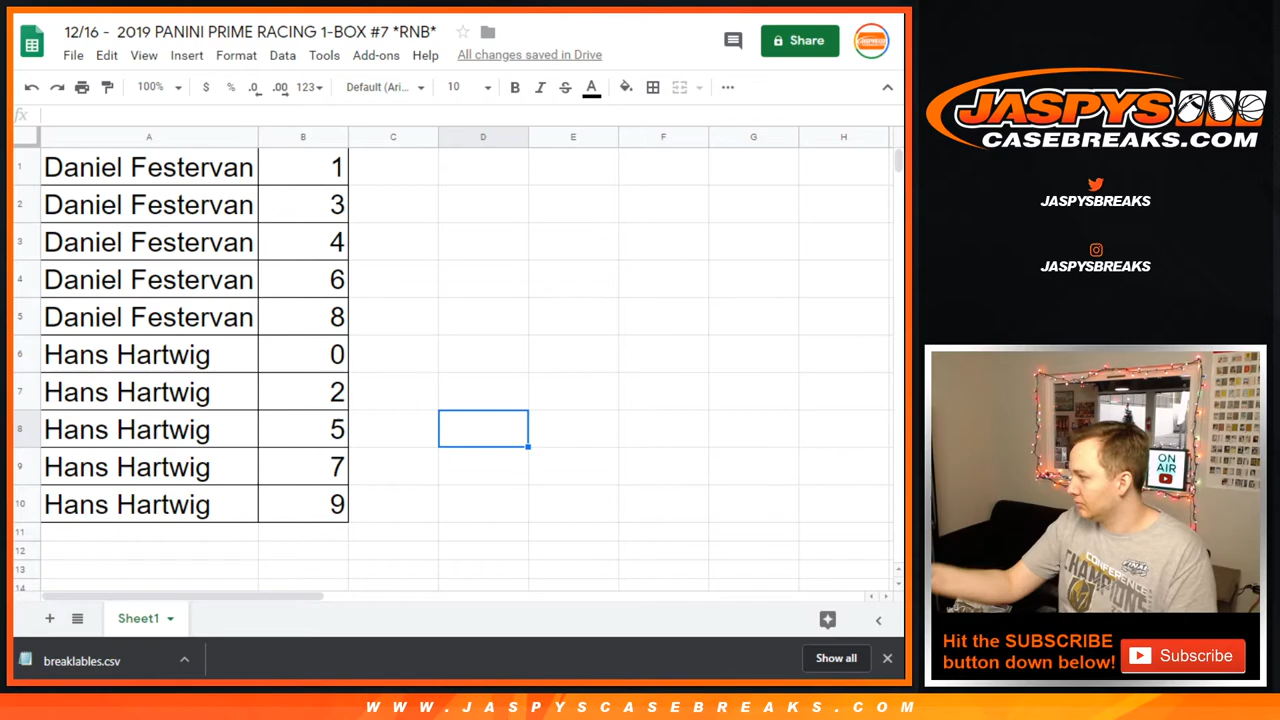 12/16 - 2019 PANINI PRIME RACING 1-BOX #7 *RNB*
File Edit View Insert Format Data Tools Add-ons Help All changes saved in Drive
Share
100% $ % .0 .00 123 Default (Ari... 10 B I S A
fx
A B C D E F G H
1 Daniel Festervan 1
2 Daniel Festervan 3
3 Daniel Festervan 4
4 Daniel Festervan 6
5 Daniel Festervan 8
6 Hans Hartwig 0
7 Hans Hartwig 2
8 Hans Hartwig 5
9 Hans Hartwig 7
10 Hans Hartwig 9
11
12
13
14
Sheet1
breaklables.csv
Show all
JASPYS
CASEBREAKS.COM
JASPYSBREAKS
JASPYSBREAKS
ON
AIR
CONFERENCE
FINAL
CHAMPIONS
Hit the SUBSCRIBE
button down below!
Subscribe
WWW.JASPYSCASEBREAKS.COM